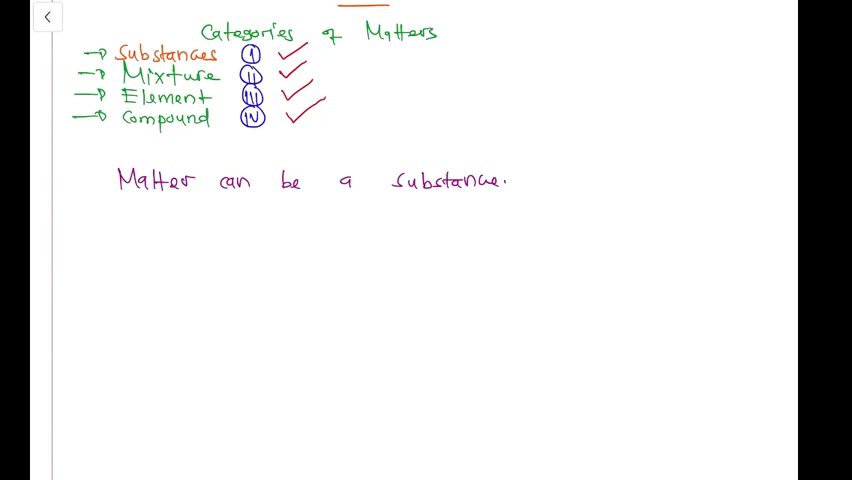 Categories of Matters
→ Substances I ✓
→ Mixture II ✓
→ Element III ✓
→ Compound IV ✓
Matter can be a substance.